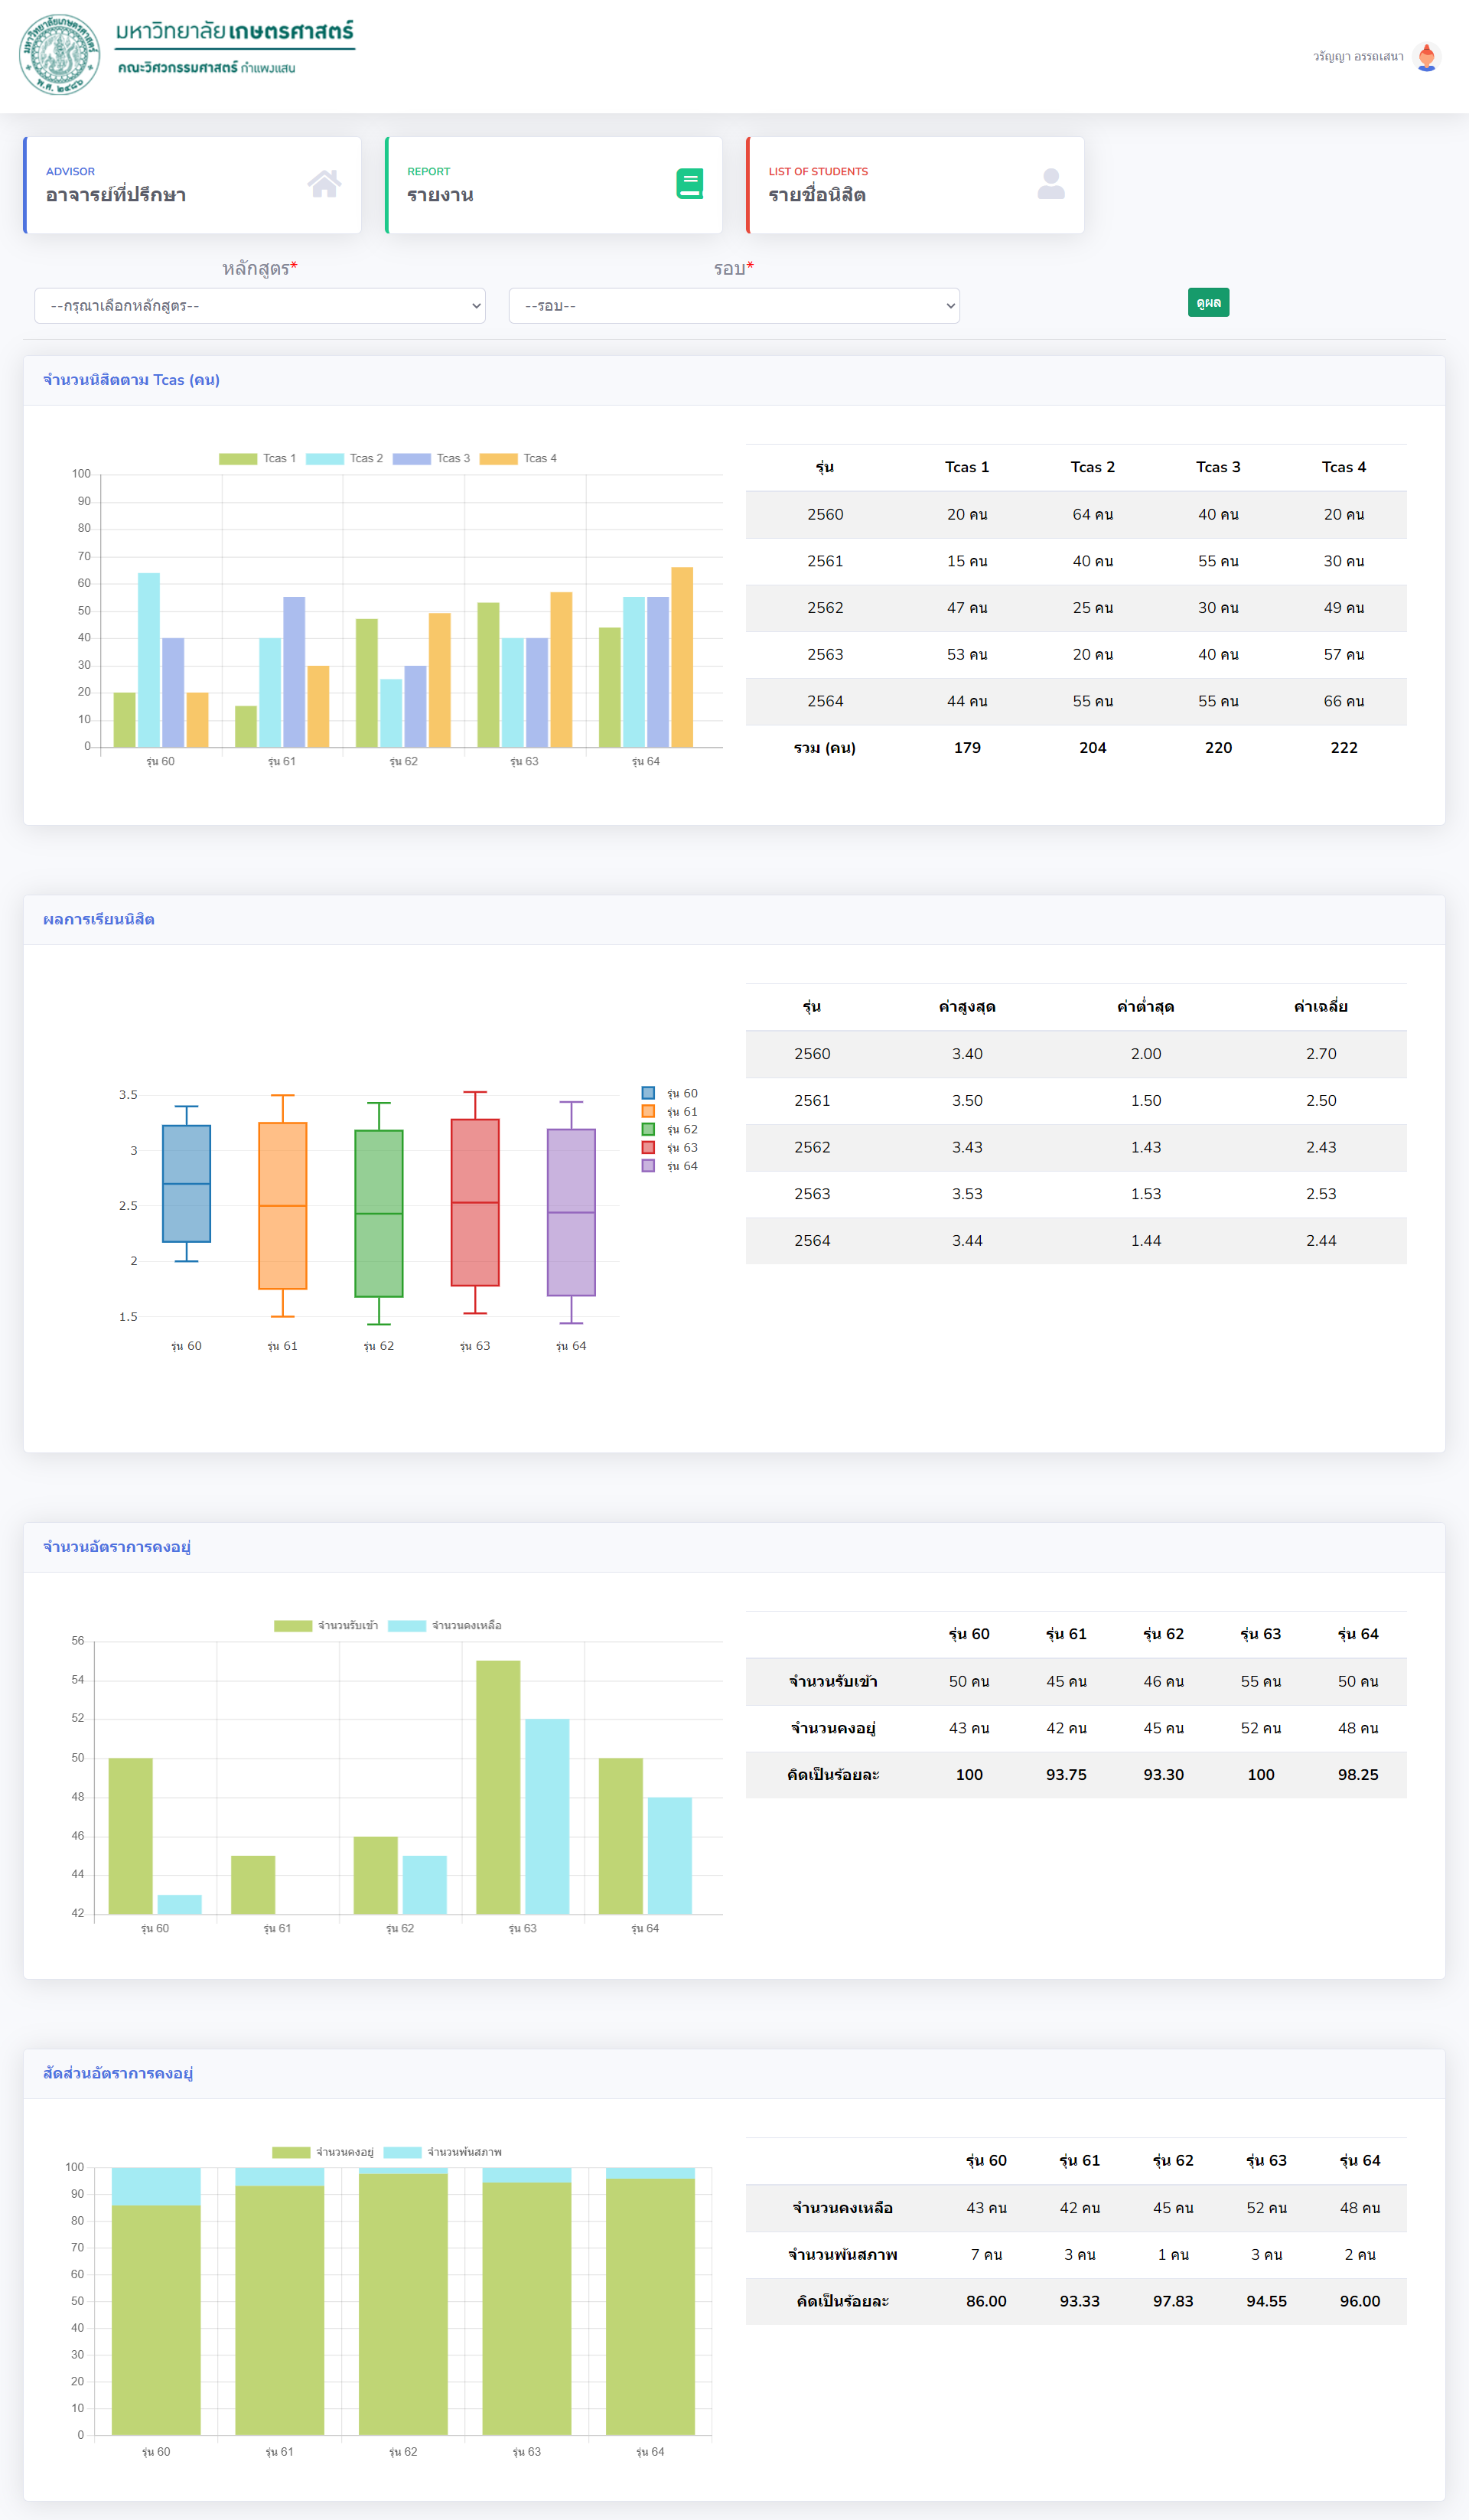 มหาวิทยาลัยเกษตรศาสตร์
คณะวิศวกรรมศาสตร์ กำแพงแสน
มหาวิทยาลัยเกษตรศาสตร์
พ.ศ. ๒๔๘๖
วรัญญา อรรถเสนา
ADVISOR
อาจารย์ที่ปรึกษา
REPORT
รายงาน
LIST OF STUDENTS
รายชื่อนิสิต
หลักสูตร*
รอบ*
--กรุณาเลือกหลักสูตร--
--รอบ--
ดูผล
จำนวนนิสิตตาม Tcas (คน)
Tcas 1 Tcas 2 Tcas 3 Tcas 4
100
90
80
70
60
50
40
30
20
10
0
รุ่น 60 รุ่น 61 รุ่น 62 รุ่น 63 รุ่น 64
รุ่น Tcas 1 Tcas 2 Tcas 3 Tcas 4
2560 20 คน 64 คน 40 คน 20 คน
2561 15 คน 40 คน 55 คน 30 คน
2562 47 คน 25 คน 30 คน 49 คน
2563 53 คน 20 คน 40 คน 57 คน
2564 44 คน 55 คน 55 คน 66 คน
รวม (คน) 179 204 220 222
ผลการเรียนนิสิต
3.5
3
2.5
2
1.5
รุ่น 60 รุ่น 61 รุ่น 62 รุ่น 63 รุ่น 64
รุ่น 60
รุ่น 61
รุ่น 62
รุ่น 63
รุ่น 64
รุ่น ค่าสูงสุด ค่าต่ำสุด ค่าเฉลี่ย
2560 3.40 2.00 2.70
2561 3.50 1.50 2.50
2562 3.43 1.43 2.43
2563 3.53 1.53 2.53
2564 3.44 1.44 2.44
จำนวนอัตราการคงอยู่
จำนวนรับเข้า จำนวนคงเหลือ
56
54
52
50
48
46
44
42
รุ่น 60 รุ่น 61 รุ่น 62 รุ่น 63 รุ่น 64
รุ่น 60 รุ่น 61 รุ่น 62 รุ่น 63 รุ่น 64
จำนวนรับเข้า 50 คน 45 คน 46 คน 55 คน 50 คน
จำนวนคงอยู่ 43 คน 42 คน 45 คน 52 คน 48 คน
คิดเป็นร้อยละ 100 93.75 93.30 100 98.25
สัดส่วนอัตราการคงอยู่
จำนวนคงอยู่ จำนวนพ้นสภาพ
100
90
80
70
60
50
40
30
20
10
0
รุ่น 60 รุ่น 61 รุ่น 62 รุ่น 63 รุ่น 64
รุ่น 60 รุ่น 61 รุ่น 62 รุ่น 63 รุ่น 64
จำนวนคงเหลือ 43 คน 42 คน 45 คน 52 คน 48 คน
จำนวนพ้นสภาพ 7 คน 3 คน 1 คน 3 คน 2 คน
คิดเป็นร้อยละ 86.00 93.33 97.83 94.55 96.00